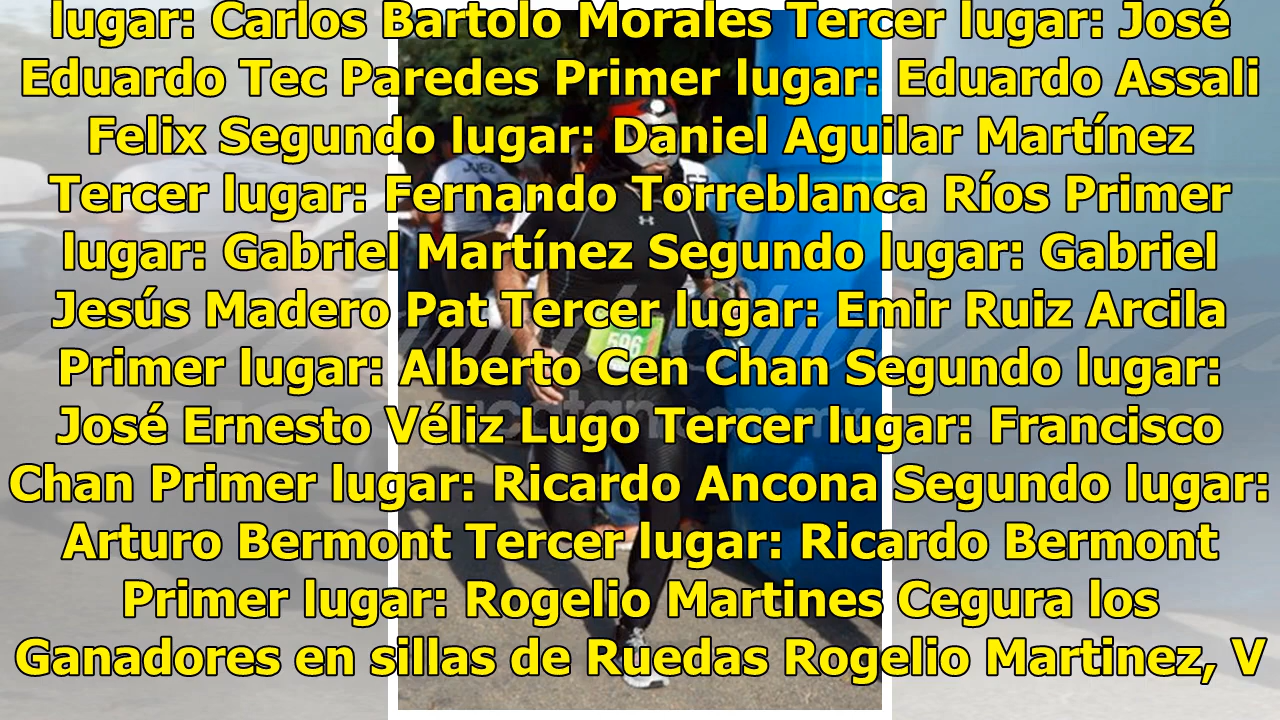 lugar: Carlos Bartolo Morales Tercer lugar: José
Eduardo Tec Paredes Primer lugar: Eduardo Assali
Felix Segundo lugar: Daniel Aguilar Martínez
Tercer lugar: Fernando Torreblanca Ríos Primer
lugar: Gabriel Martínez Segundo lugar: Gabriel
Jesús Madero Pat Tercer lugar: Emir Ruiz Arcila
Primer lugar: Alberto Cen Chan Segundo lugar:
José Ernesto Véliz Lugo Tercer lugar: Francisco
Chan Primer lugar: Ricardo Ancona Segundo lugar:
Arturo Bermont Tercer lugar: Ricardo Bermont
Primer lugar: Rogelio Martines Cegura los
Ganadores en sillas de Ruedas Rogelio Martinez, V
596